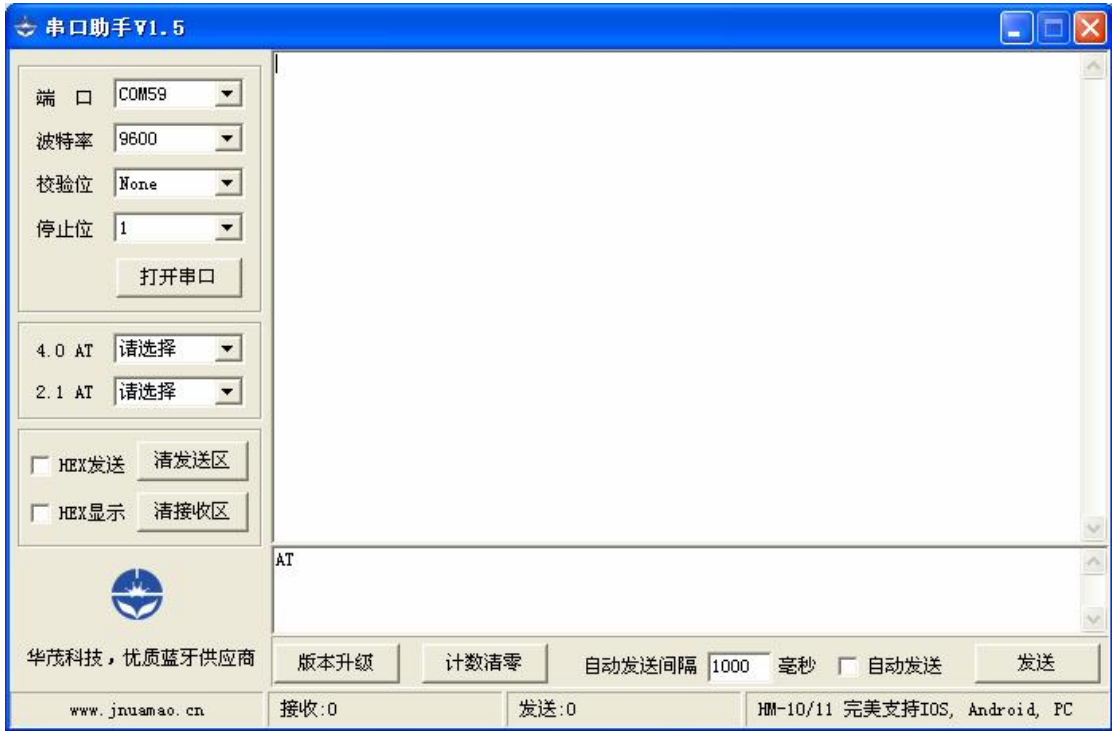 串口助手V1.5
端 口 COM59
波特率 9600
校验位 None
停止位 1
打开串口
4.0 AT 请选择
2.1 AT 请选择
HEX发送 清发送区
HEX显示 清接收区
华茂科技，优质蓝牙供应商
AT
版本升级 计数清零 自动发送间隔 1000 毫秒 自动发送 发送
www.jnuamao.cn 接收:0 发送:0 HM-10/11 完美支持IOS, Android, PC